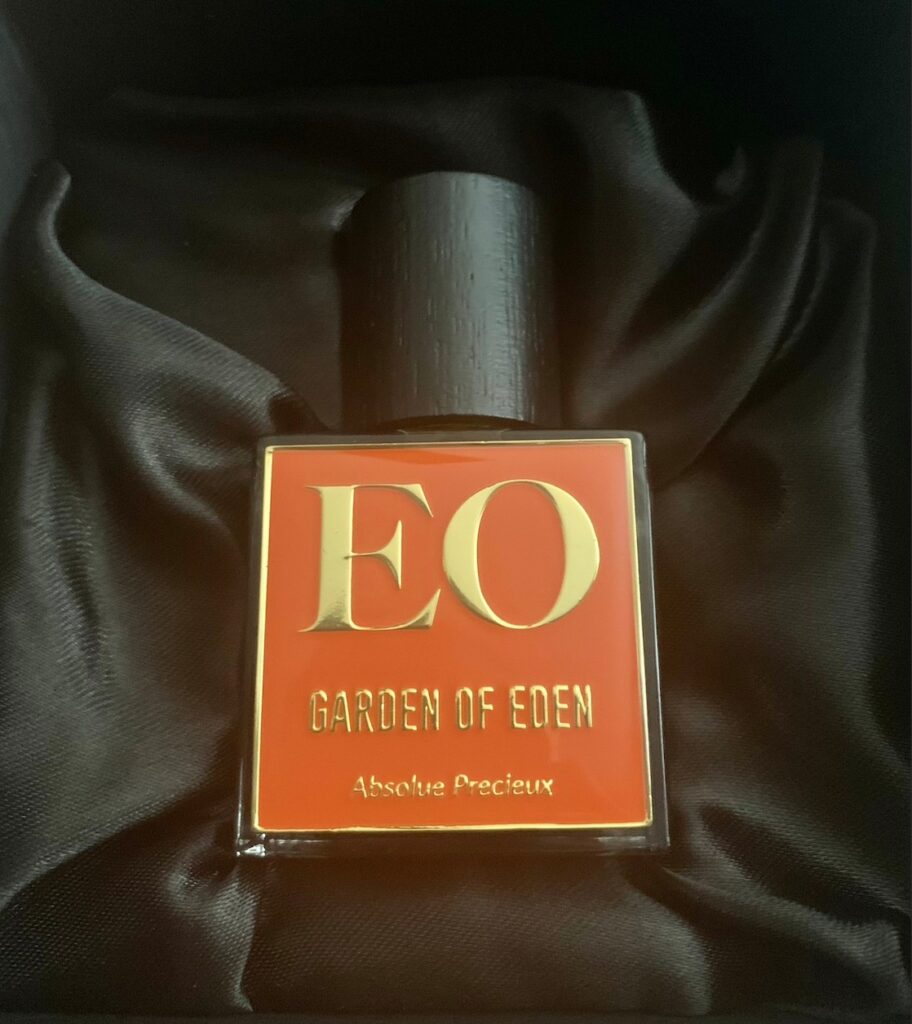 EO
GARDEN OF EDEN
Absolue Precieux